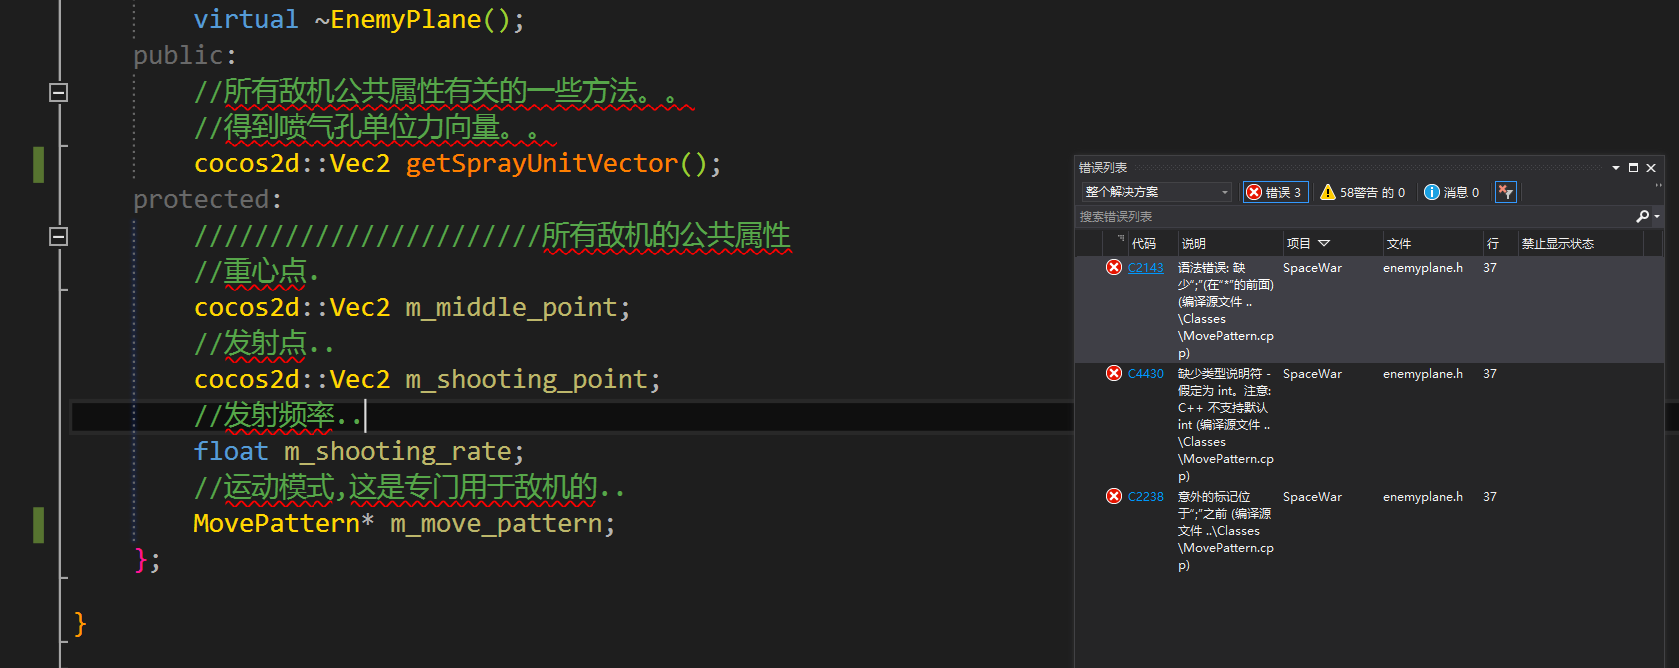 virtual ~EnemyPlane();
public:
//所有敌机公共属性有关的一些方法。。
//得到喷气孔单位力向量。。
cocos2d::Vec2 getSprayUnitVector();
protected:
///////////////////////所有敌机的公共属性
//重心点.
cocos2d::Vec2 m_middle_point;
//发射点..
cocos2d::Vec2 m_shooting_point;
//发射频率..
float m_shooting_rate;
//运动模式,这是专门用于敌机的..
MovePattern* m_move_pattern;
};
}
错误列表
整个解决方案 错误 3 58警告 的 0 消息 0
搜索错误列表
代码 说明 项目 文件 行 禁止显示状态
C2143 语法错误: 缺 SpaceWar enemyplane.h 37
少“;”(在“*”的前面)
(编译源文件 ..
\Classes
\MovePattern.cp
p)
C4430 缺少类型说明符 - SpaceWar enemyplane.h 37
假定为 int。注意:
C++ 不支持默认
int (编译源文件 ..
\Classes
\MovePattern.cp
p)
C2238 意外的标记位 SpaceWar enemyplane.h 37
于“;”之前 (编译源
文件 ..\Classes
\MovePattern.cp
p)